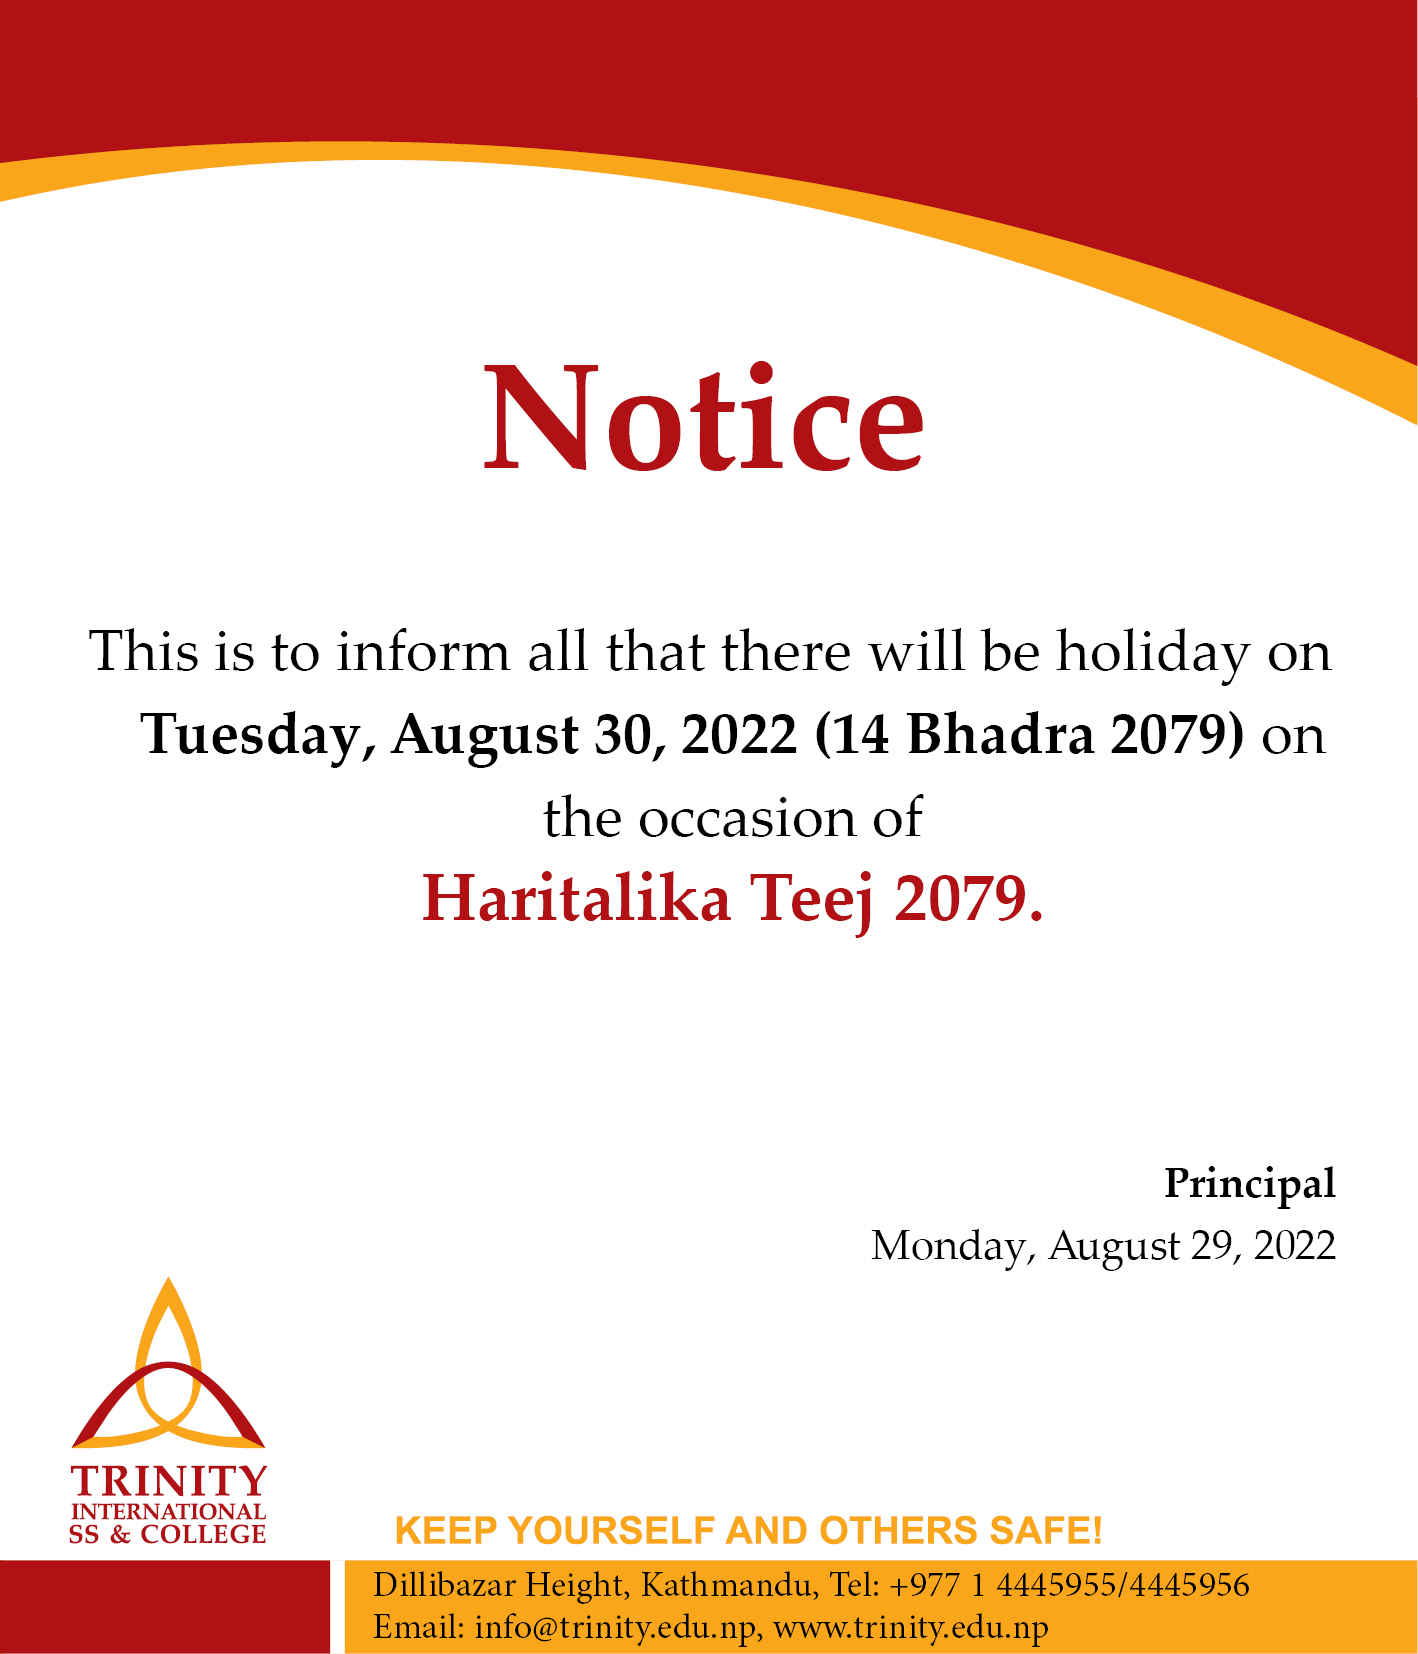 Notice
This is to inform all that there will be holiday on
Tuesday, August 30, 2022 (14 Bhadra 2079) on
the occasion of
Haritalika Teej 2079.
Principal
Monday, August 29, 2022
TRINITY
INTERNATIONAL
SS & COLLEGE
KEEP YOURSELF AND OTHERS SAFE!
Dillibazar Height, Kathmandu, Tel: +977 1 4445955/4445956
Email: info@trinity.edu.np, www.trinity.edu.np